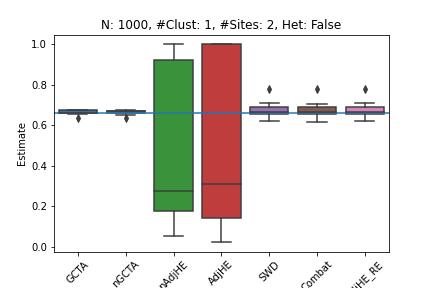 N: 1000, #Clust: 1, #Sites: 2, Het: False
Estimate
1.0
0.8
0.6
0.4
0.2
0.0
GCTA
nGCTA
nAdjHE
AdjHE
SWD
Combat